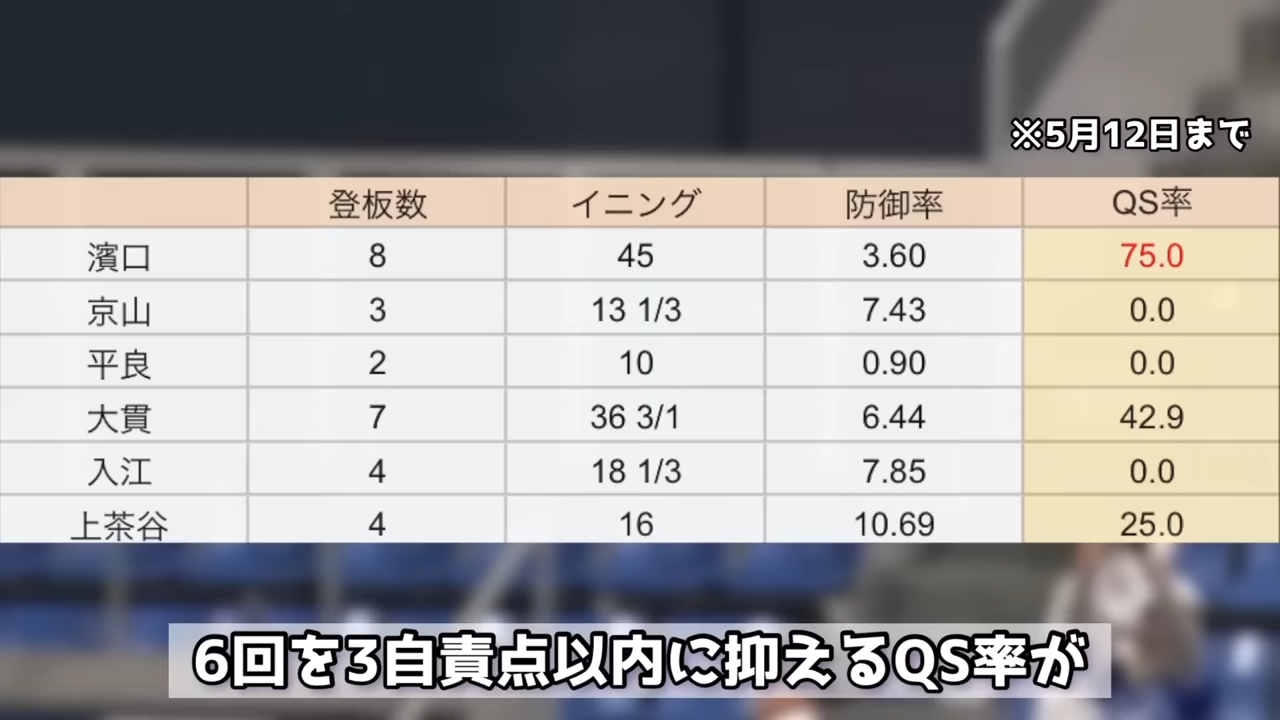 ※5月12日まで
登板数 イニング 防御率 QS率
濱口 8 45 3.60 75.0
京山 3 13 1/3 7.43 0.0
平良 2 10 0.90 0.0
大貫 7 36 3/1 6.44 42.9
入江 4 18 1/3 7.85 0.0
上茶谷 4 16 10.69 25.0
6回を3自責点以内に抑えるQS率が